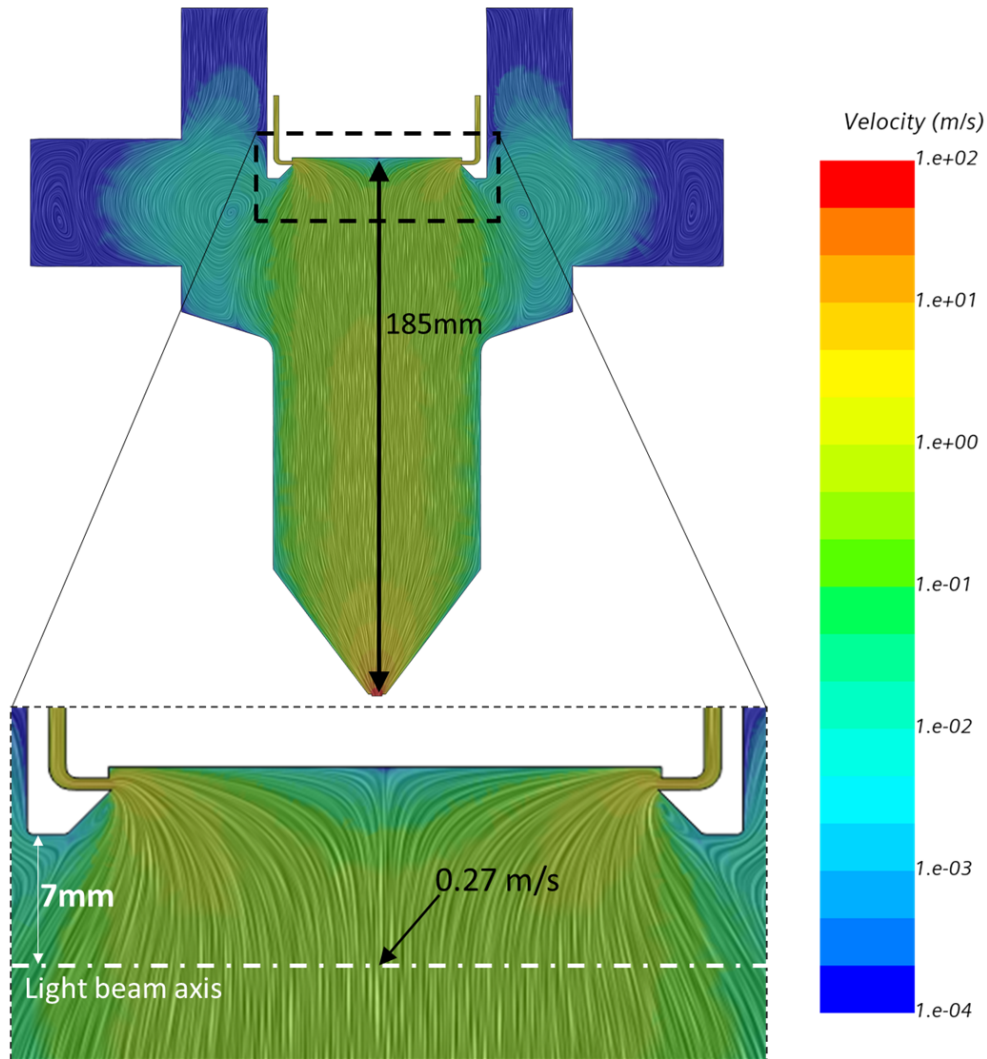 Velocity (m/s)
1.e+02
1.e+01
1.e+00
1.e-01
1.e-02
1.e-03
1.e-04
185mm
0.27 m/s
7mm
Light beam axis